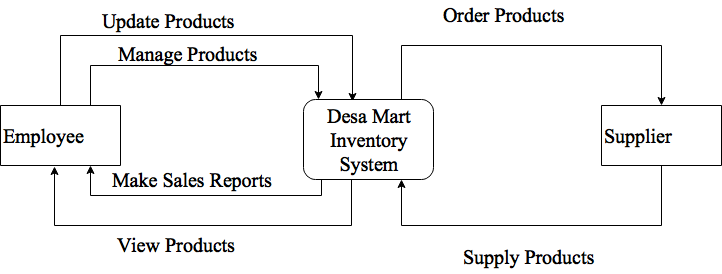 Update Products
Order Products
Manage Products
Employee
Desa Mart
Inventory
System
Supplier
Make Sales Reports
View Products
Supply Products